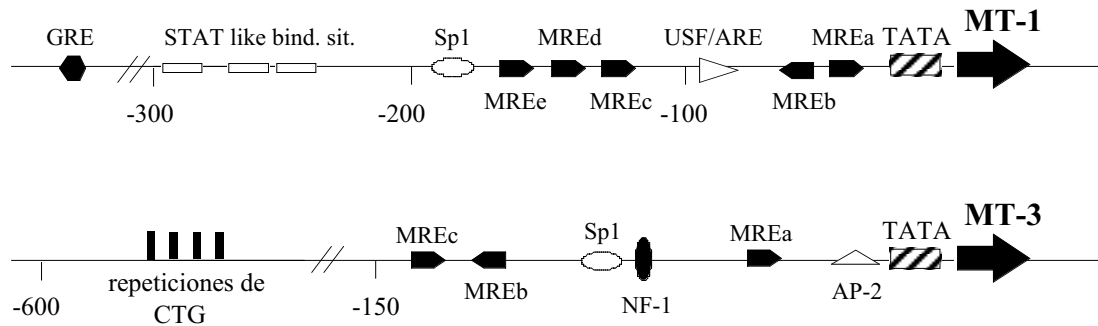 MT-1
GRE
STAT like bind. sit.
Sp1
MREd
USF/ARE
MREa
TATA
MREe
MREc
MREb
-300
-200
-100
MT-3
MREc
Sp1
MREa
TATA
MREb
NF-1
AP-2
repeticiones de
CTG
-600
-150